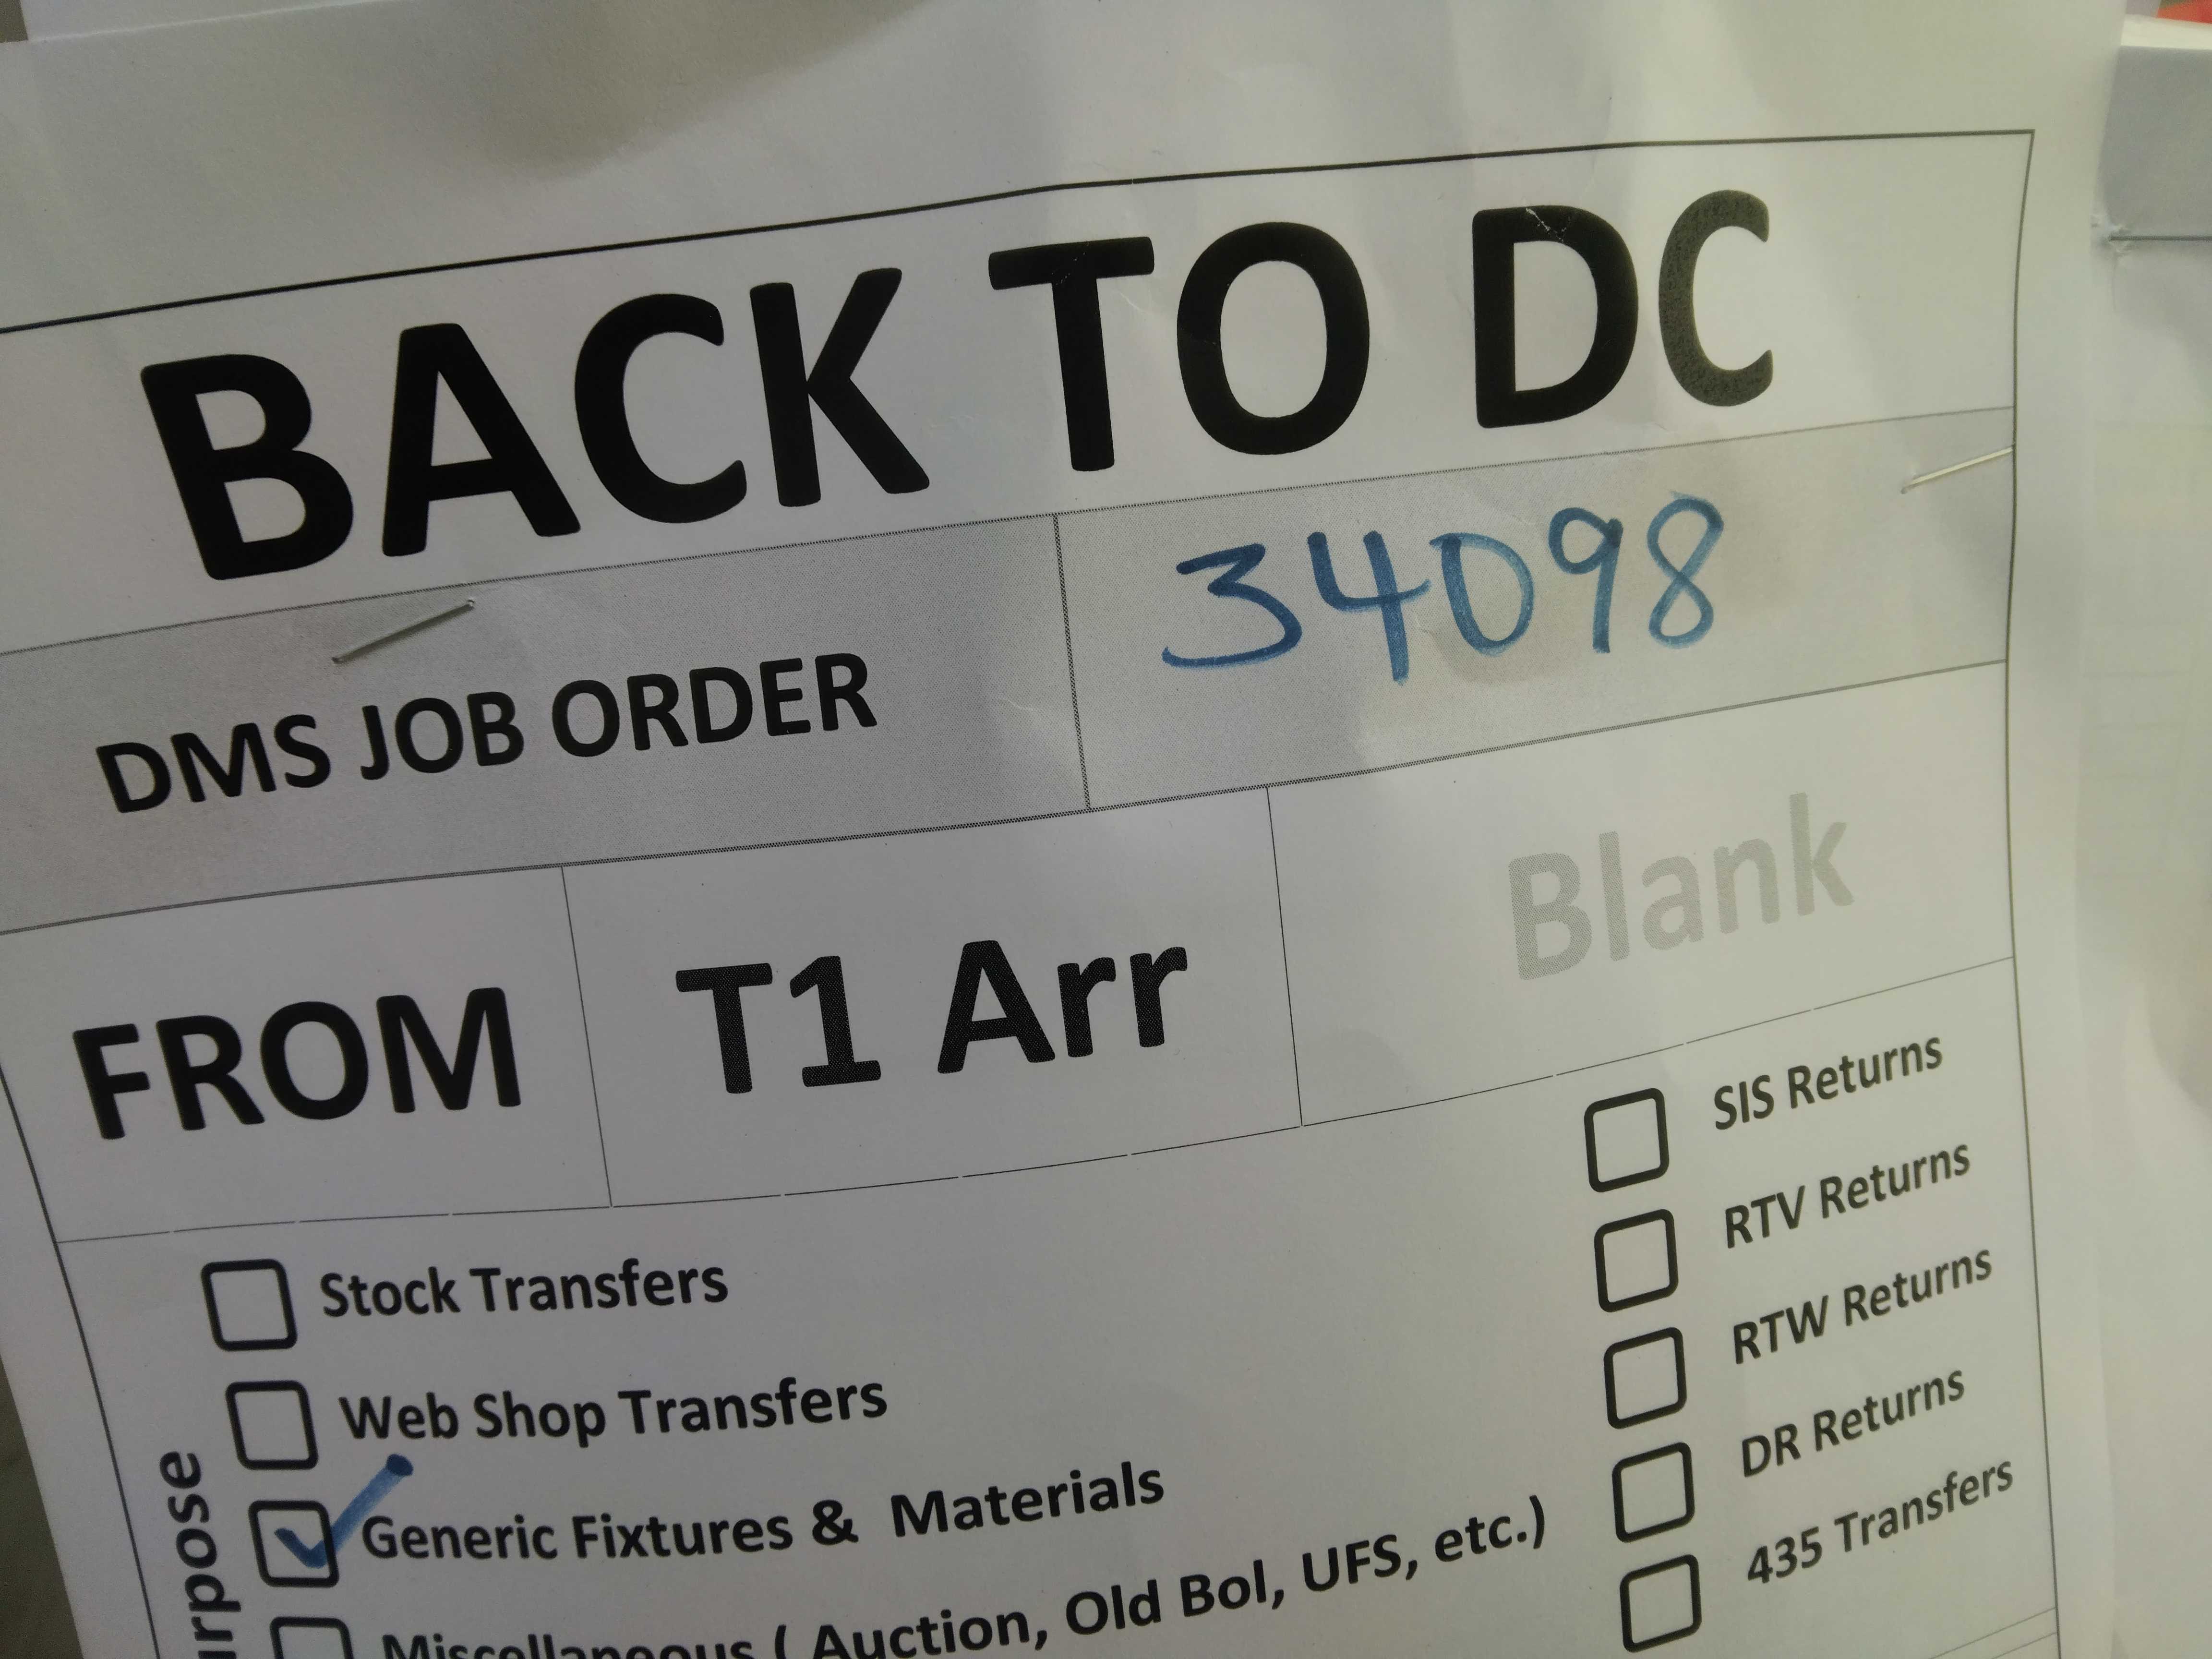 BACK TO DC
DMS JOB ORDER 34098
FROM T1 Arr Blank
Stock Transfers
Web Shop Transfers
Generic Fixtures & Materials
Miscellaneous ( Auction, Old Bol, UFS, etc.)
SIS Returns
RTV Returns
RTW Returns
DR Returns
435 Transfers